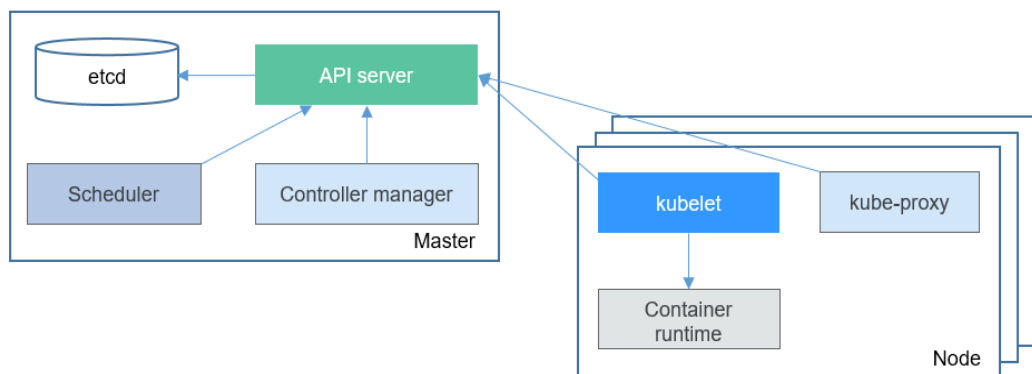 etcd
API server
Scheduler
Controller manager
Master
kubelet
kube-proxy
Container
runtime
Node